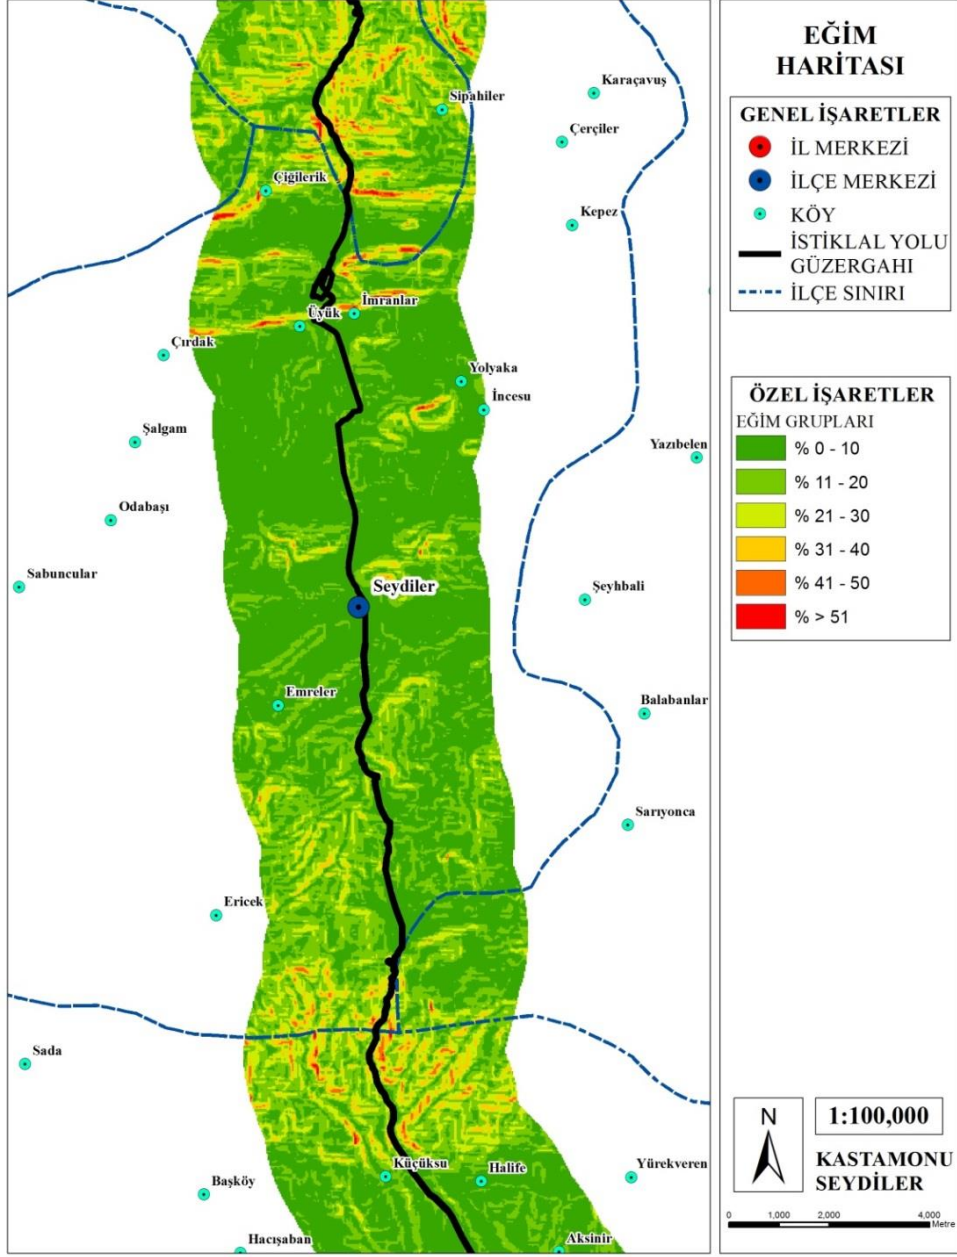 EĞİM
HARİTASI
GENEL İŞARETLER
İL MERKEZİ
İLÇE MERKEZİ
KÖY
İSTİKLAL YOLU
GÜZERGAHI
İLÇE SINIRI
ÖZEL İŞARETLER
EĞİM GRUPLARI
% 0 - 10
% 11 - 20
% 21 - 30
% 31 - 40
% 41 - 50
% > 51
Karaçavuş
Sipahiler
Çerçiler
Çiğilerik
Kepez
İmranlar
Üyük
Çırdak
Yolyaka
İncesu
Şalgam
Yazıbelen
Odabaşı
Sabuncular
Seydiler
Şeyhbali
Emreler
Balabanlar
Sarıyonca
Ericek
Sada
Küçüksu
Halife
Yürekveren
Başköy
Hacışaban
Aksinir
N
1:100,000
KASTAMONU
SEYDİLER
0 1,000 2,000 4,000
Metre